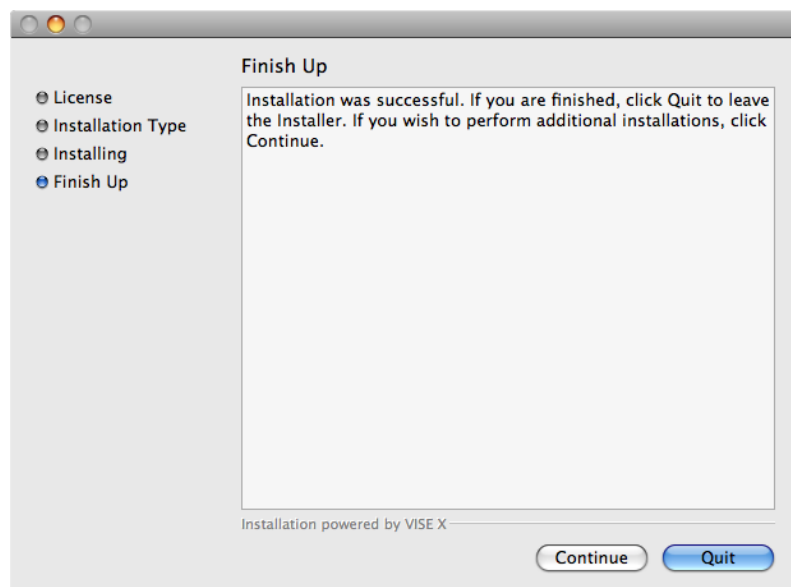 Finish Up
License
Installation Type
Installing
Finish Up
Installation was successful. If you are finished, click Quit to leave
the Installer. If you wish to perform additional installations, click
Continue.
Installation powered by VISE X
Continue
Quit